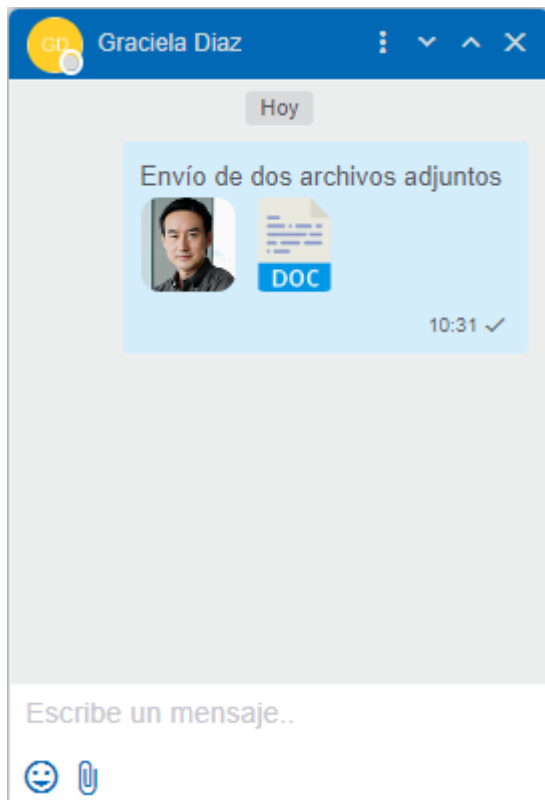 GD
Graciela Diaz
Hoy
Envío de dos archivos adjuntos
DOC
10:31
Escribe un mensaje..